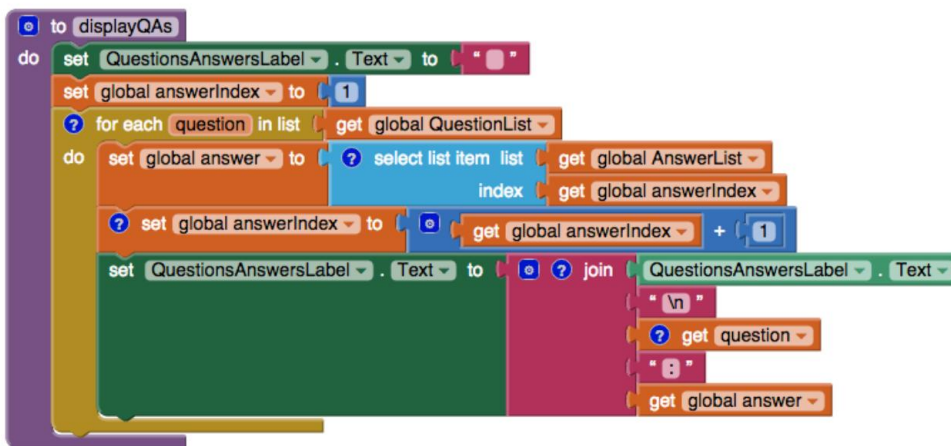 to displayQAs
do set QuestionsAnswersLabel . Text to " "
set global answerIndex to 1
? for each question in list get global QuestionList
do set global answer to ? select list item list get global AnswerList
index get global answerIndex
? set global answerIndex to get global answerIndex + 1
set QuestionsAnswersLabel . Text to ? join QuestionsAnswersLabel . Text
" \n "
? get question
" : "
get global answer